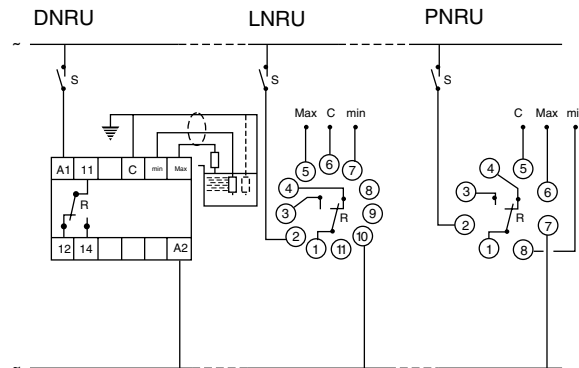 DNRU
LNRU
PNRU
~
S
S
S
Max C min
C Max mi
A1 11 C min Max
R
12 14 A2
5 6 7
4 8
3 9
R
2 10
1 11
4 5
3 6
R
2 7
1 8
~